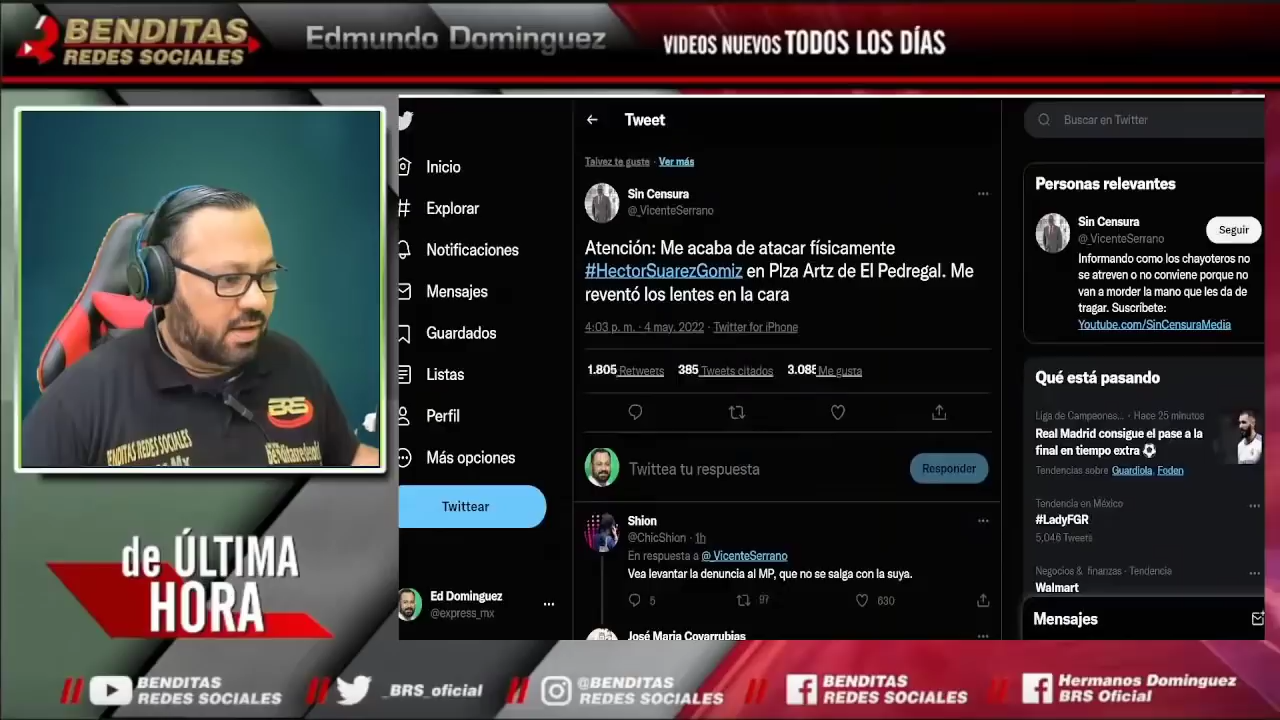 BENDITAS
REDES SOCIALES
Edmundo Dominguez
VIDEOS NUEVOS TODOS LOS DÍAS
BRS
BENDITAS REDES SOCIALES
de ÚLTIMA
HORA
Inicio
Explorar
Notificaciones
Mensajes
Guardados
Listas
Perfil
Más opciones
Twittear
Ed Dominguez
@express_mx
Tweet
Talvez te guste · Ver más
Sin Censura
@_VicenteSerrano
Atención: Me acaba de atacar físicamente
#HectorSuarezGomiz en Plza Artz de El Pedregal. Me
reventó los lentes en la cara
4:03 p. m. · 4 may. 2022 · Twitter for iPhone
1.805 Retweets 385 Tweets citados 3.085 Me gusta
Twittea tu respuesta
Responder
Shion
@ChicShion · 1h
En respuesta a @_VicenteSerrano
Vea levantar la denuncia al MP, que no se salga con la suya.
5 97 630
José Maria Covarrubias
Buscar en Twitter
Personas relevantes
Sin Censura
@_VicenteSerrano
Seguir
Informando como los chayoteros no
se atreven o no conviene porque no
van a morder la mano que les da de
tragar. Suscríbete:
Youtube.com/SinCensuraMedia
Qué está pasando
Liga de Campeones... · Hace 25 minutos
Real Madrid consigue el pase a la
final en tiempo extra ⚽
Tendencias sobre Guardiola, Foden
Tendencia en México
#LadyFGR
5,046 Tweets
Negocios & finanzas · Tendencia
Walmart
Mensajes
BENDITAS
REDES SOCIALES
_BRS_oficial
@BENDITAS
REDES SOCIALES
BENDITAS
REDES SOCIALES
Hermanos Dominguez
BRS Oficial